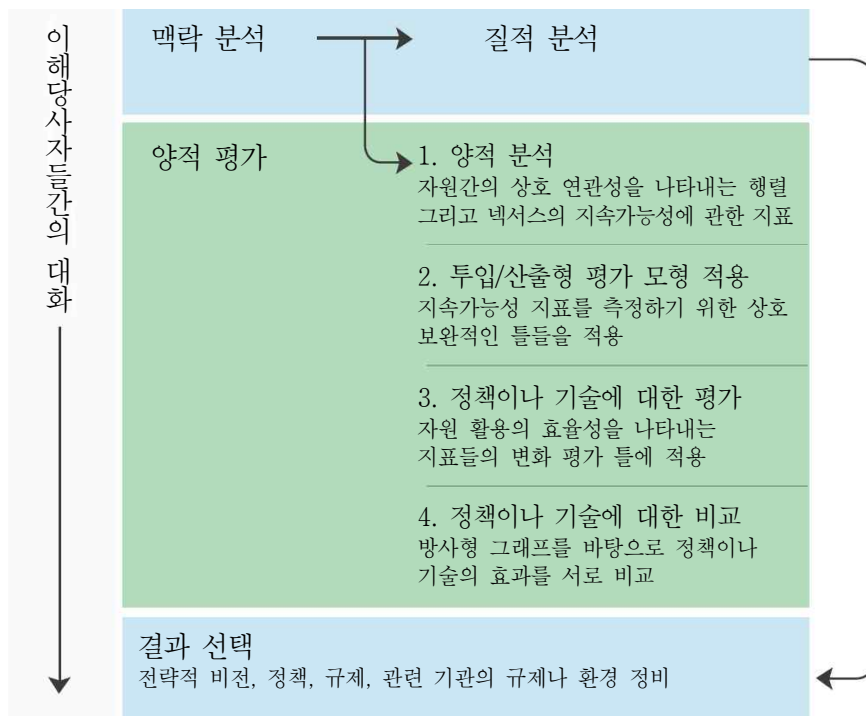 이해당사자들간의 대화
맥락 분석
질적 분석
양적 평가
1. 양적 분석
자원간의 상호 연관성을 나타내는 행렬
그리고 넥서스의 지속가능성에 관한 지표
2. 투입/산출형 평가 모형 적용
지속가능성 지표를 측정하기 위한 상호
보완적인 틀들을 적용
3. 정책이나 기술에 대한 평가
자원 활용의 효율성을 나타내는
지표들의 변화 평가 틀에 적용
4. 정책이나 기술에 대한 비교
방사형 그래프를 바탕으로 정책이나
기술의 효과를 서로 비교
결과 선택
전략적 비전, 정책, 규제, 관련 기관의 규제나 환경 정비